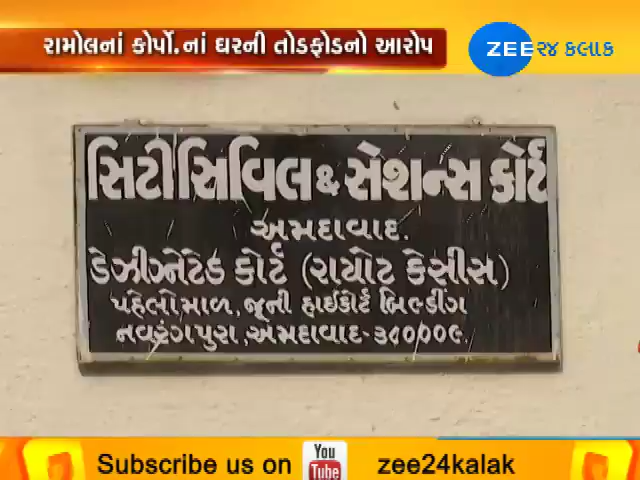 રામોલનાં કોર્પો.નાં ઘરની તોડફોડનો આરોપ
ZEE ૨૪ કલાક
સિટી સિવિલ & સેશન્સ કોર્ટ
અમદાવાદ.
ડેઝીગ્નેટેડ કોર્ટ (રાયોટ કેસીસ)
પહેલો માળ, જૂની હાઈકોર્ટ બિલ્ડીંગ
નવરંગપુરા, અમદાવાદ-૩૮૦૦૦૯.
Subscribe us on You Tube zee24kalak